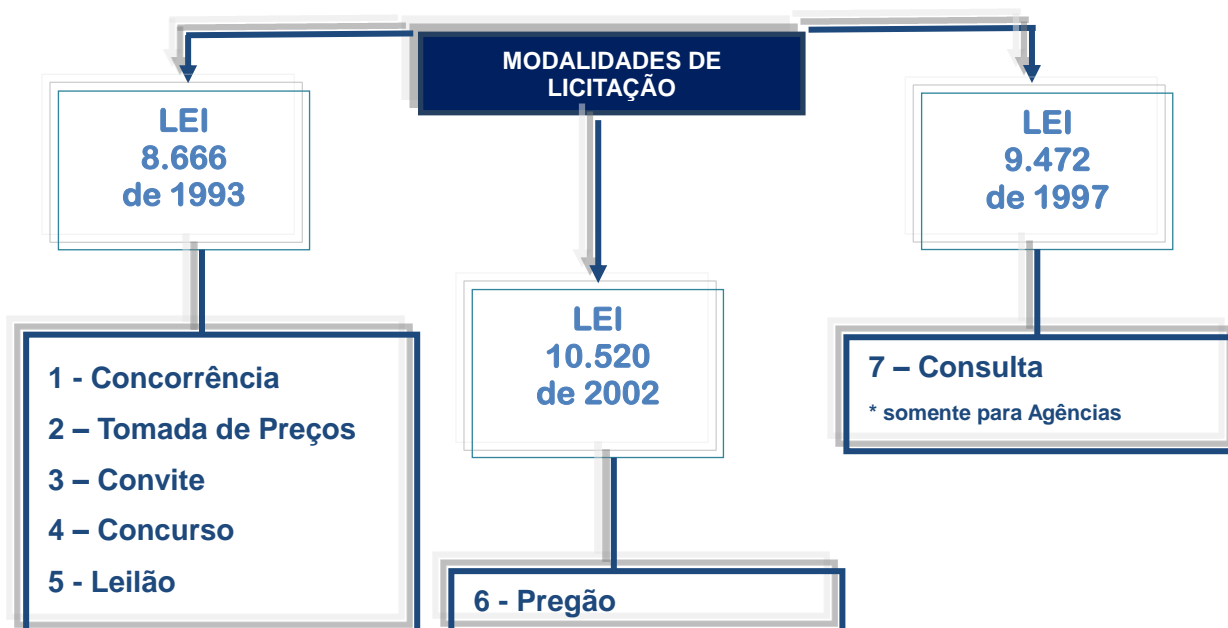 MODALIDADES DE
LICITAÇÃO
LEI
8.666
de 1993
1 - Concorrência
2 – Tomada de Preços
3 – Convite
4 – Concurso
5 - Leilão
LEI
10.520
de 2002
6 - Pregão
LEI
9.472
de 1997
7 – Consulta
* somente para Agências